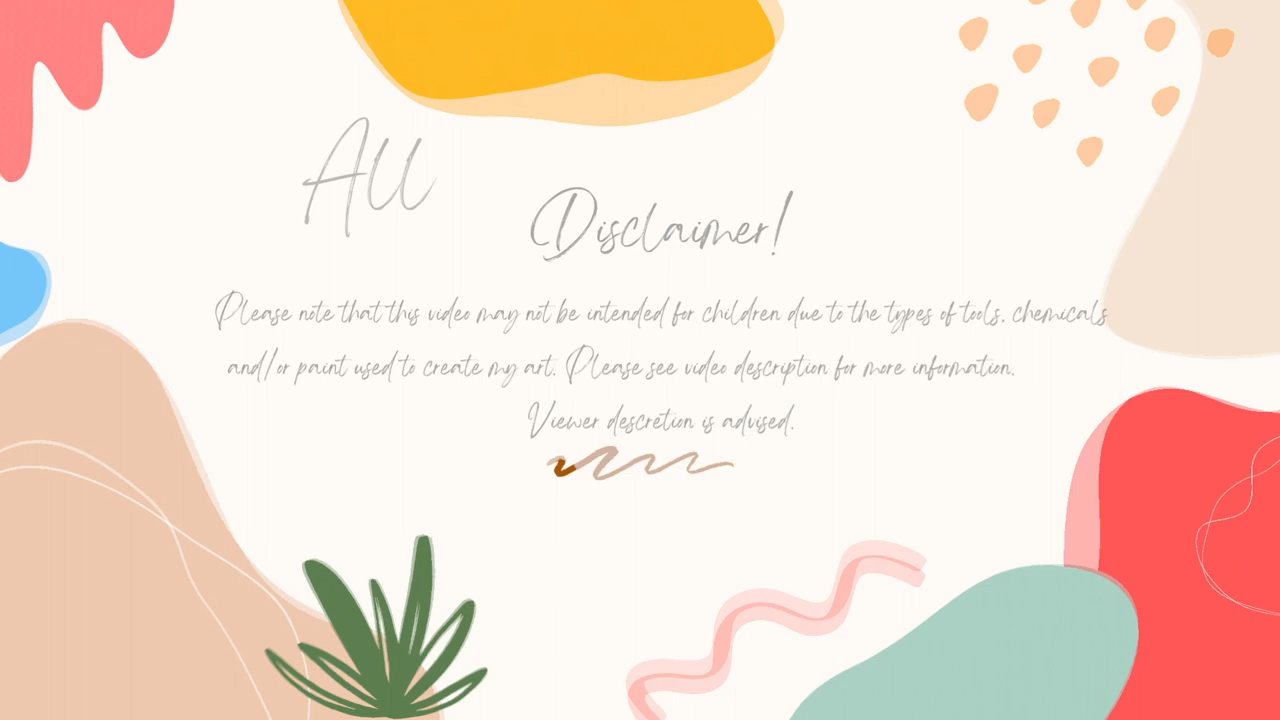 All
Disclaimer!
Please note that this video may not be intended for children due to the types of tools. chemicals
and/or paint used to create my art. Please see video description for more information.
Viewer descretion is advised.